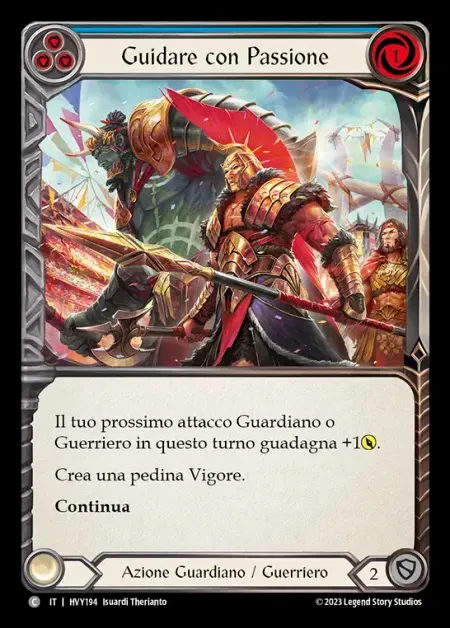 Guidare con Passione
1
Il tuo prossimo attacco Guardiano o
Guerriero in questo turno guadagna +1.
Crea una pedina Vigore.
Continua
Azione Guardiano / Guerriero
2
C IT | HVY194 Isuardi Therianto
© 2023 Legend Story Studios